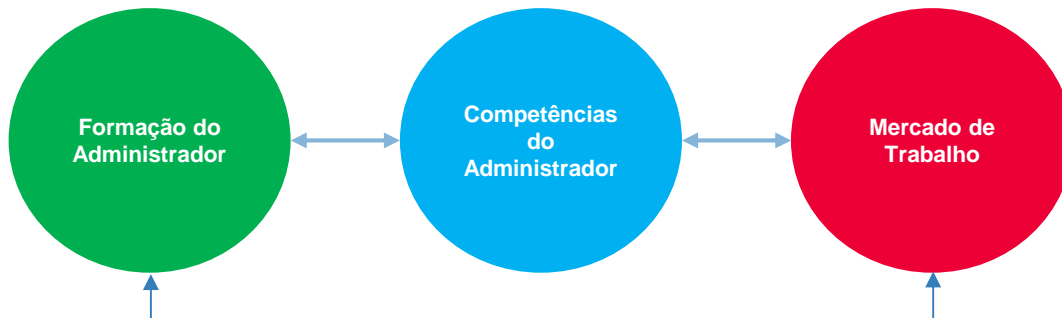 Formação do
Administrador
Competências
do
Administrador
Mercado de
Trabalho